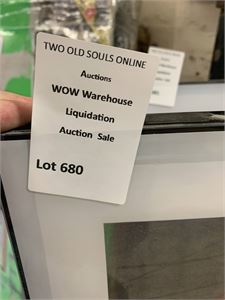 TWO OLD SOULS ONLINE
Auctions
WOW Warehouse
Liquidation
Auction Sale
Lot 680